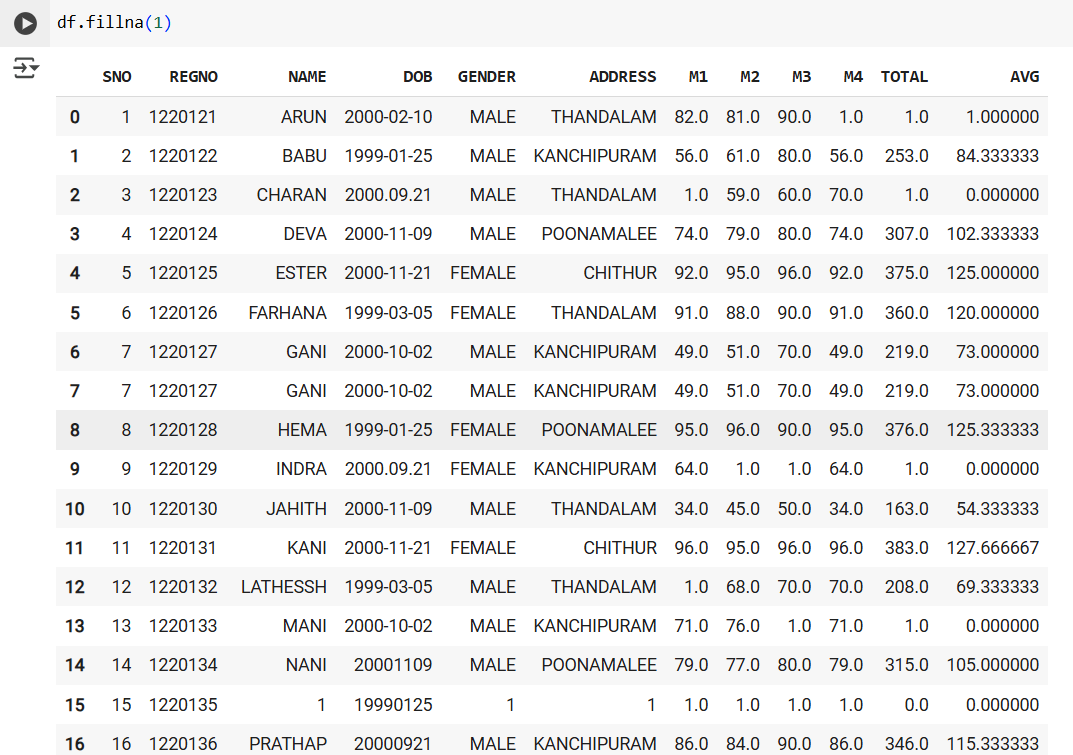 df.fillna(1)
SNO REGNO NAME DOB GENDER ADDRESS M1 M2 M3 M4 TOTAL AVG
0 1 1220121 ARUN 2000-02-10 MALE THANDALAM 82.0 81.0 90.0 1.0 1.0 1.000000
1 2 1220122 BABU 1999-01-25 MALE KANCHIPURAM 56.0 61.0 80.0 56.0 253.0 84.333333
2 3 1220123 CHARAN 2000.09.21 MALE THANDALAM 1.0 59.0 60.0 70.0 1.0 0.000000
3 4 1220124 DEVA 2000-11-09 MALE POONAMALEE 74.0 79.0 80.0 74.0 307.0 102.333333
4 5 1220125 ESTER 2000-11-21 FEMALE CHITHUR 92.0 95.0 96.0 92.0 375.0 125.000000
5 6 1220126 FARHANA 1999-03-05 FEMALE THANDALAM 91.0 88.0 90.0 91.0 360.0 120.000000
6 7 1220127 GANI 2000-10-02 MALE KANCHIPURAM 49.0 51.0 70.0 49.0 219.0 73.000000
7 7 1220127 GANI 2000-10-02 MALE KANCHIPURAM 49.0 51.0 70.0 49.0 219.0 73.000000
8 8 1220128 HEMA 1999-01-25 FEMALE POONAMALEE 95.0 96.0 90.0 95.0 376.0 125.333333
9 9 1220129 INDRA 2000.09.21 FEMALE KANCHIPURAM 64.0 1.0 1.0 64.0 1.0 0.000000
10 10 1220130 JAHITH 2000-11-09 MALE THANDALAM 34.0 45.0 50.0 34.0 163.0 54.333333
11 11 1220131 KANI 2000-11-21 FEMALE CHITHUR 96.0 95.0 96.0 96.0 383.0 127.666667
12 12 1220132 LATHESSH 1999-03-05 MALE THANDALAM 1.0 68.0 70.0 70.0 208.0 69.333333
13 13 1220133 MANI 2000-10-02 MALE KANCHIPURAM 71.0 76.0 1.0 71.0 1.0 0.000000
14 14 1220134 NANI 20001109 MALE POONAMALEE 79.0 77.0 80.0 79.0 315.0 105.000000
15 15 1220135 1 19990125 1 1 1.0 1.0 1.0 1.0 0.0 0.000000
16 16 1220136 PRATHAP 20000921 MALE KANCHIPURAM 86.0 84.0 90.0 86.0 346.0 115.333333